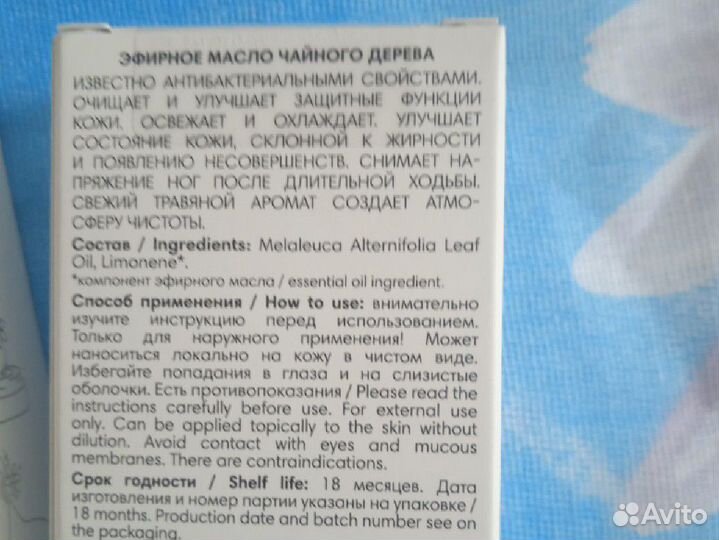 ЭФИРНОЕ МАСЛО ЧАЙНОГО ДЕРЕВА
ИЗВЕСТНО АНТИБАКТЕРИАЛЬНЫМИ СВОЙСТВАМИ.
ОЧИЩАЕТ И УЛУЧШАЕТ ЗАЩИТНЫЕ ФУНКЦИИ
КОЖИ, ОСВЕЖАЕТ И ОХЛАЖДАЕТ. УЛУЧШАЕТ
СОСТОЯНИЕ КОЖИ, СКЛОННОЙ К ЖИРНОСТИ
И ПОЯВЛЕНИЮ НЕСОВЕРШЕНСТВ. СНИМАЕТ НА-
ПРЯЖЕНИЕ НОГ ПОСЛЕ ДЛИТЕЛЬНОЙ ХОДЬБЫ.
СВЕЖИЙ ТРАВЯНОЙ АРОМАТ СОЗДАЕТ АТМО-
СФЕРУ ЧИСТОТЫ.
Состав / Ingredients: Melaleuca Alternifolia Leaf
Oil, Limonene*.
*компонент эфирного масла / essential oil ingredient.
Способ применения / How to use: внимательно
изучите инструкцию перед использованием.
Только для наружного применения! Может
наноситься локально на кожу в чистом виде.
Избегайте попадания в глаза и на слизистые
оболочки. Есть противопоказания / Please read the
instructions carefully before use. For external use
only. Can be applied topically to the skin without
dilution. Avoid contact with eyes and mucous
membranes. There are contraindications.
Срок годности / Shelf life: 18 месяцев. Дата
изготовления и номер партии указаны на упаковке /
18 months. Production date and batch number see on
the packaging.
Avito